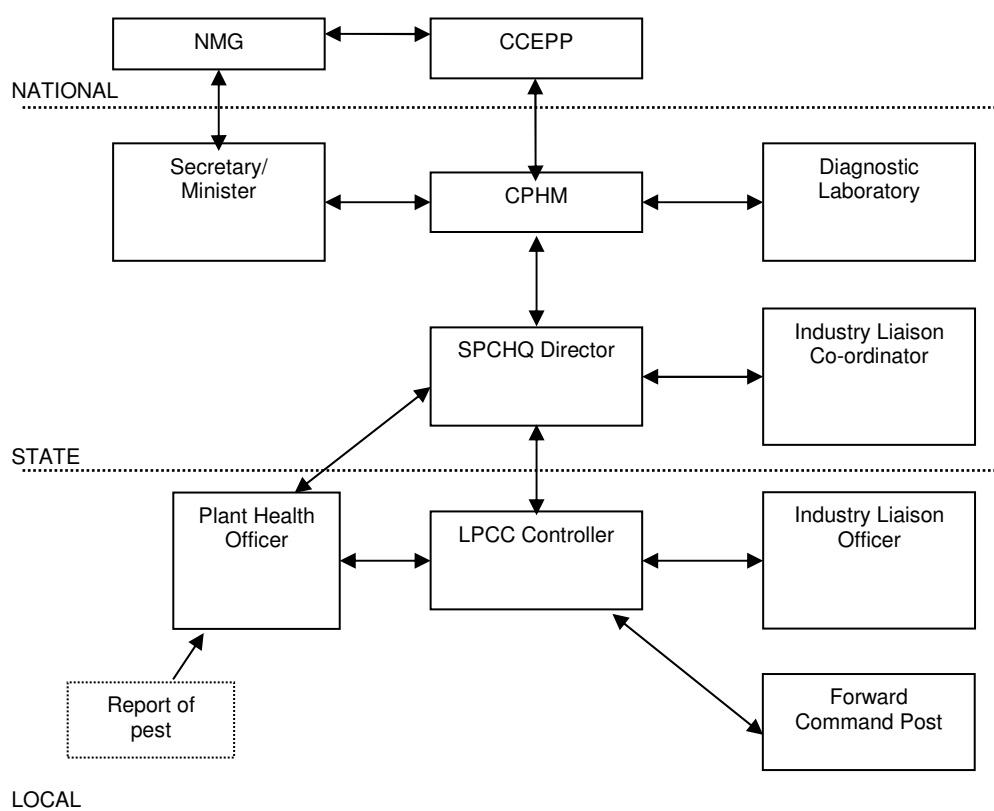 NMG
CCEPP
NATIONAL
Secretary/
Minister
CPHM
Diagnostic
Laboratory
SPCHQ Director
Industry Liaison
Co-ordinator
STATE
Plant Health
Officer
LPCC Controller
Industry Liaison
Officer
Report of
pest
Forward
Command Post
LOCAL